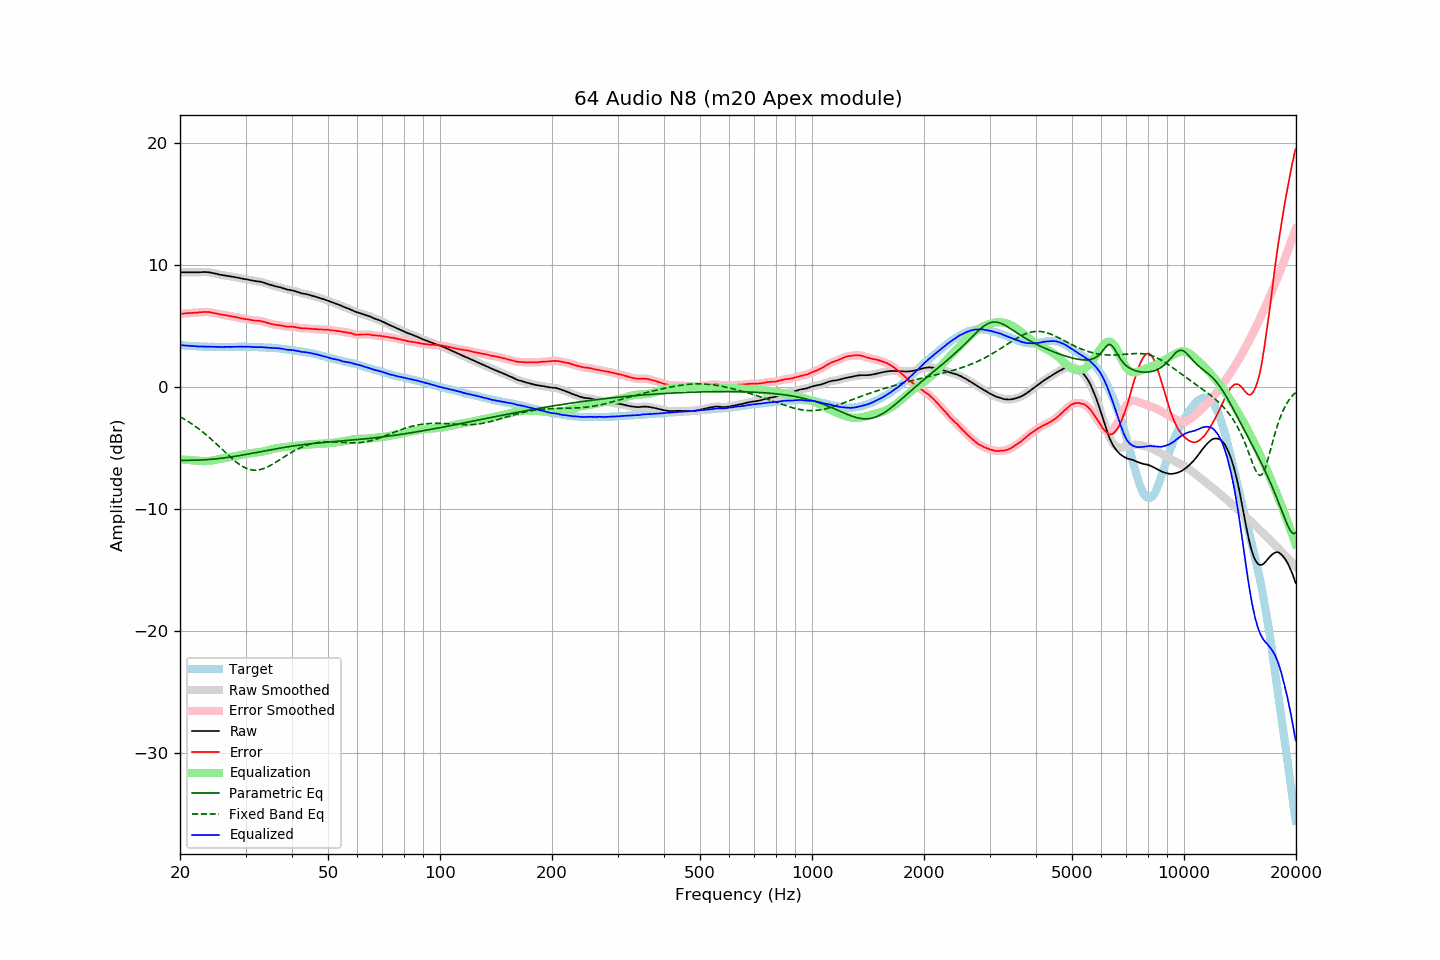 64 Audio N8 (m20 Apex module)
20
10
0
−10
−20
−30
Amplitude (dBr)
Target
Raw Smoothed
Error Smoothed
Raw
Error
Equalization
Parametric Eq
Fixed Band Eq
Equalized
20 50 100 200 500 1000 2000 5000 10000 20000
Frequency (Hz)